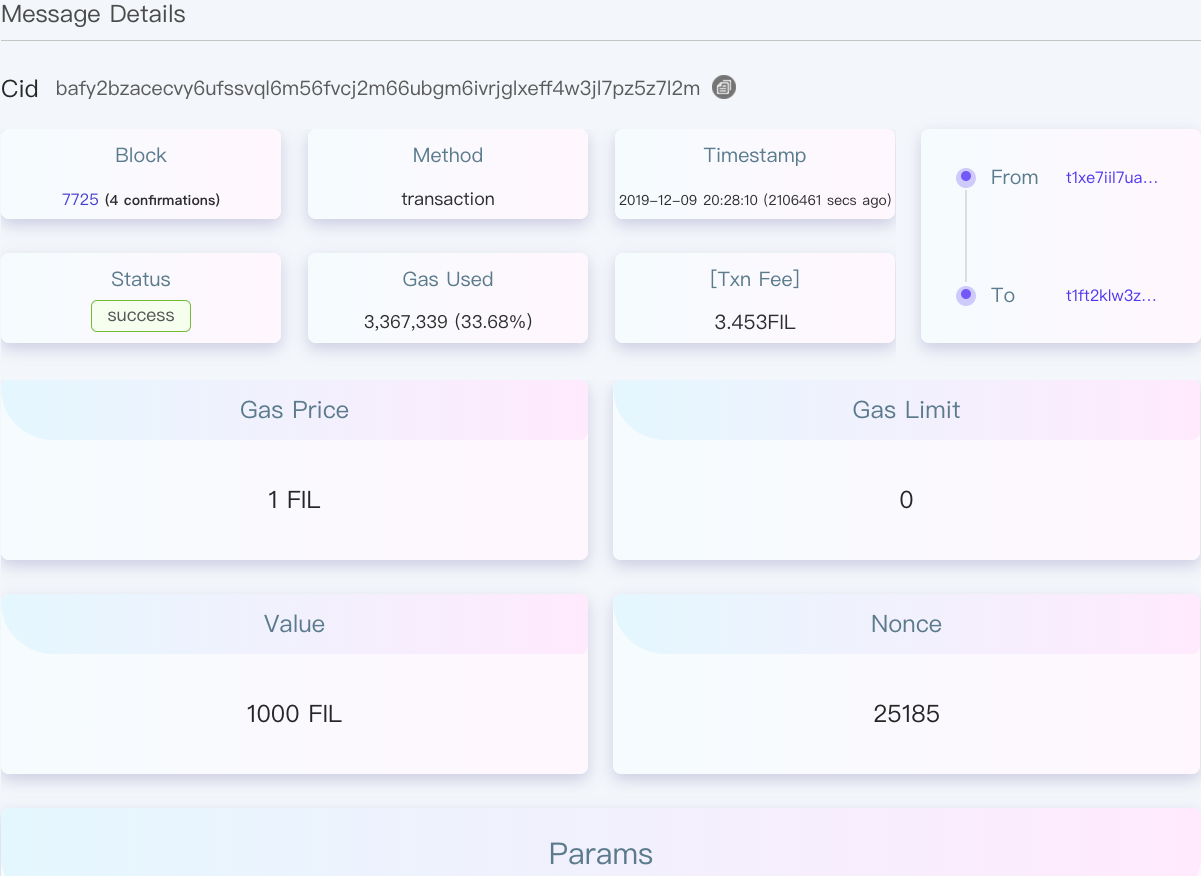 Message Details
Cid bafy2bzacecvy6ufssvql6m56fvcj2m66ubgm6ivrjglxeff4w3jl7pz5z7l2m
Block
7725 (4 confirmations)
Method
transaction
Timestamp
2019-12-09 20:28:10 (2106461 secs ago)
From t1xe7iil7ua...
To t1ft2klw3z...
Status
success
Gas Used
3,367,339 (33.68%)
[Txn Fee]
3.453FIL
Gas Price
1 FIL
Gas Limit
0
Value
1000 FIL
Nonce
25185
Params